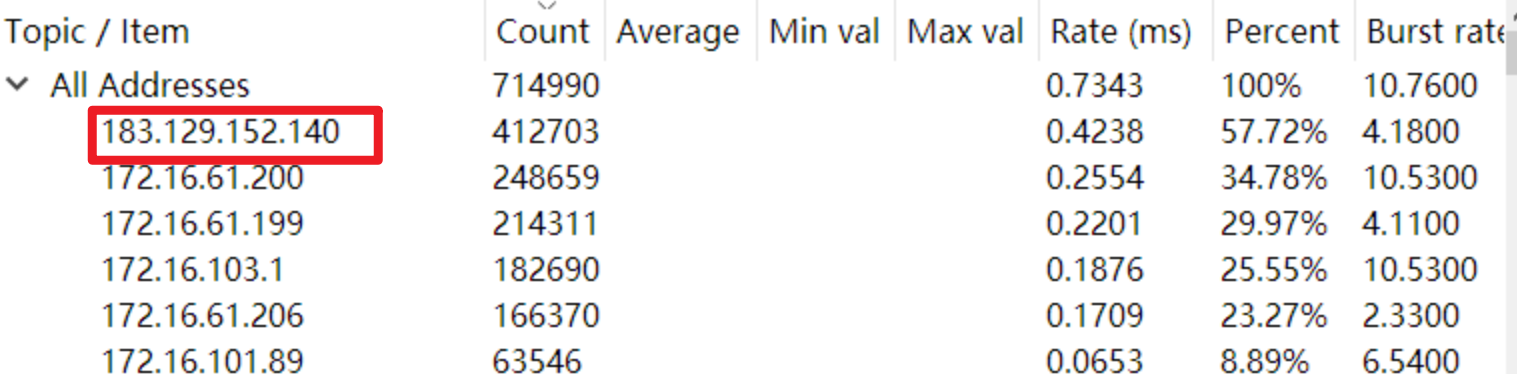 Topic / Item Count Average Min val Max val Rate (ms) Percent Burst rate
All Addresses 714990 0.7343 100% 10.7600
183.129.152.140 412703 0.4238 57.72% 4.1800
172.16.61.200 248659 0.2554 34.78% 10.5300
172.16.61.199 214311 0.2201 29.97% 4.1100
172.16.103.1 182690 0.1876 25.55% 10.5300
172.16.61.206 166370 0.1709 23.27% 2.3300
172.16.101.89 63546 0.0653 8.89% 6.5400